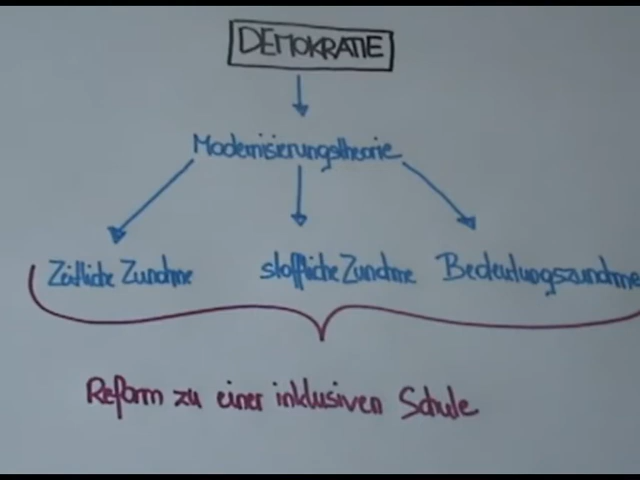 DEMOKRATIE
Modernisierungstheorie
Zeitliche Zunahme stoffliche Zunahme Bedeutungszunahme
Reform zu einer inklusiven Schule